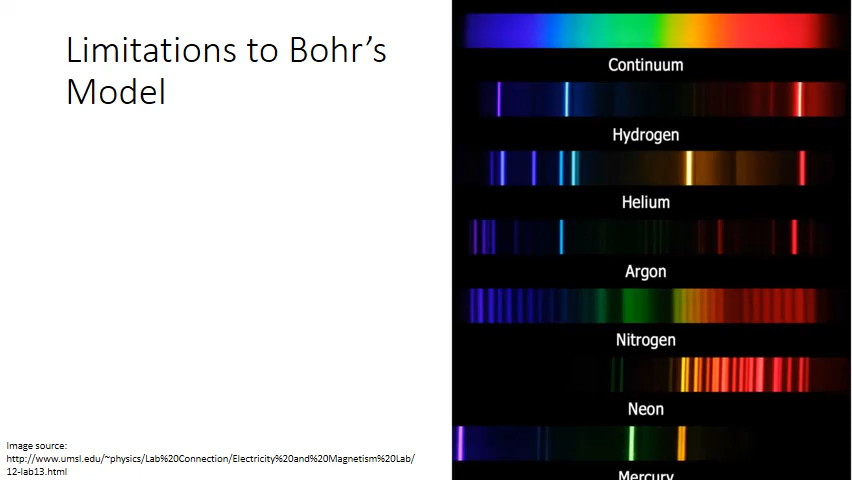 Limitations to Bohr's
Model
Continuum
Hydrogen
Helium
Argon
Nitrogen
Neon
Mercury
Image source:
http://www.umsl.edu/~physics/Lab%20Connection/Electricity%20and%20Magnetism%20Lab/
12-lab13.html